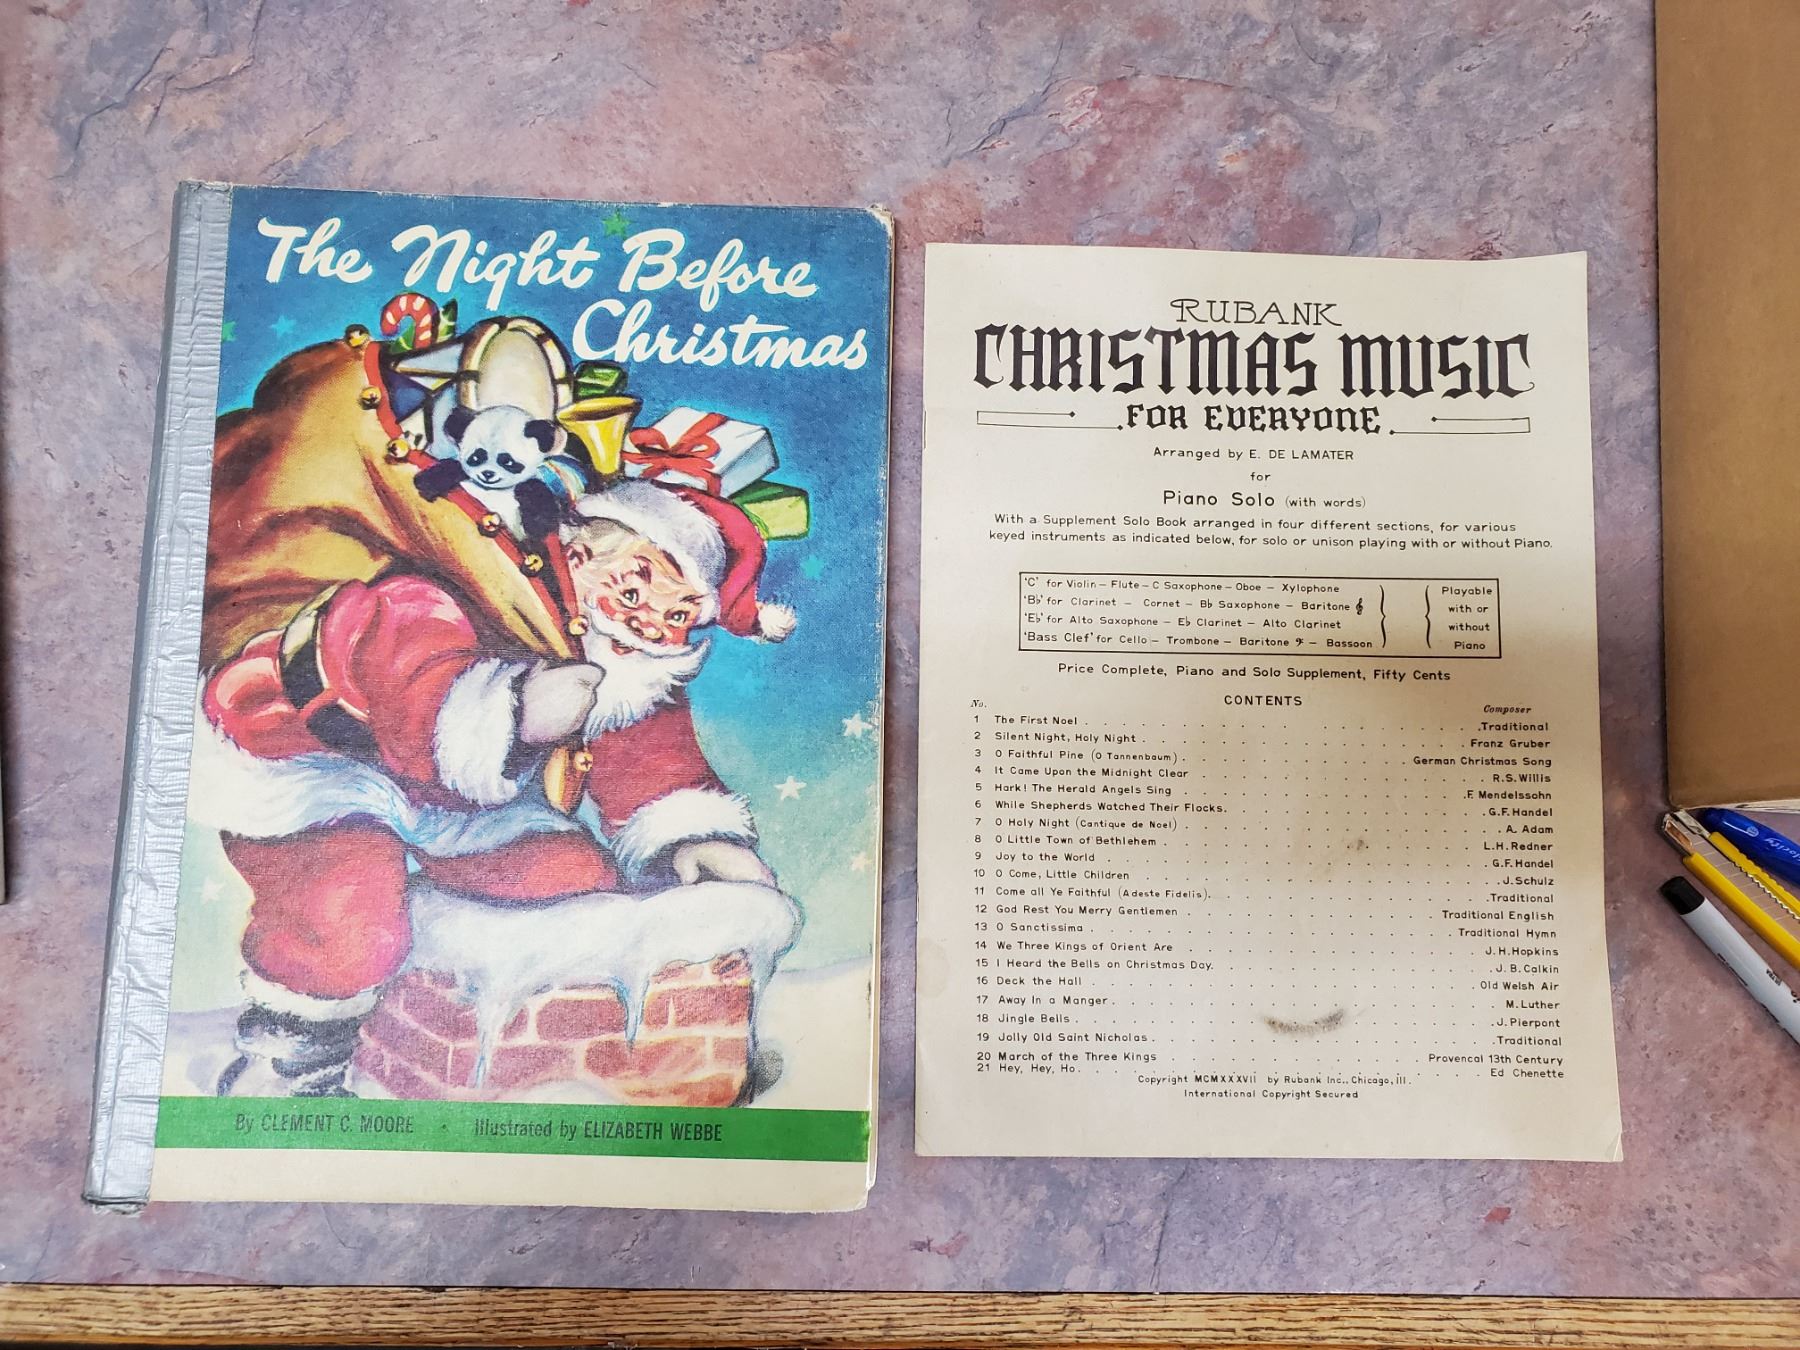 The Night Before
Christmas
By CLEMENT C. MOORE · Illustrated by ELIZABETH WEBBE
RUBANK
CHRISTMAS MUSIC
FOR EVERYONE
Arranged by E. DE LAMATER
for
Piano Solo (with words)
With a Supplement Solo Book arranged in four different sections, for various
keyed instruments as indicated below, for solo or unison playing with or without Piano.
'C' for Violin – Flute – C Saxophone – Oboe – Xylophone
'B♭' for Clarinet – Cornet – B♭ Saxophone – Baritone 𝄞
'E♭' for Alto Saxophone – E♭ Clarinet – Alto Clarinet
'Bass Clef' for Cello – Trombone – Baritone 𝄢 – Bassoon
Playable
with or
without
Piano
Price Complete, Piano and Solo Supplement, Fifty Cents
No. CONTENTS Composer
1 The First Noel . . . . . Traditional
2 Silent Night, Holy Night . . . . . Franz Gruber
3 O Faithful Pine (O Tannenbaum) . . . . . German Christmas Song
4 It Came Upon the Midnight Clear . . . . . R.S. Willis
5 Hark! The Herald Angels Sing . . . . . F. Mendelssohn
6 While Shepherds Watched Their Flocks. . . . . . G.F. Handel
7 O Holy Night (Cantique de Noel) . . . . . A. Adam
8 O Little Town of Bethlehem . . . . . L.H. Redner
9 Joy to the World . . . . . G.F. Handel
10 O Come, Little Children . . . . . J. Schulz
11 Come all Ye Faithful (Adeste Fidelis). . . . . . Traditional
12 God Rest You Merry Gentlemen . . . . . Traditional English
13 O Sanctissima . . . . . Traditional Hymn
14 We Three Kings of Orient Are . . . . . J.H. Hopkins
15 I Heard the Bells on Christmas Day. . . . . . J.B. Calkin
16 Deck the Hall . . . . . Old Welsh Air
17 Away In a Manger . . . . . M. Luther
18 Jingle Bells . . . . . J. Pierpont
19 Jolly Old Saint Nicholas . . . . . Traditional
20 March of the Three Kings . . . . . Provencal 13th Century
21 Hey, Hey, Ho . . . . . Ed Chenette
Copyright MCMXXXVII by Rubank Inc., Chicago, Ill.
International Copyright Secured